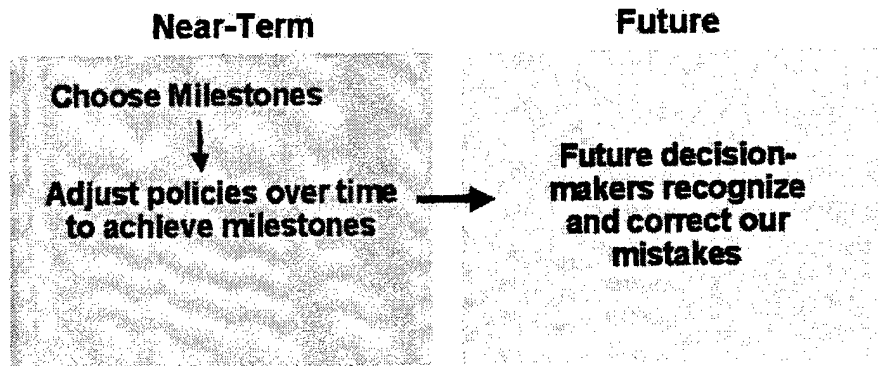 Near-Term
Future
Choose Milestones
Adjust policies over time
to achieve milestones
Future decision-
makers recognize
and correct our
mistakes